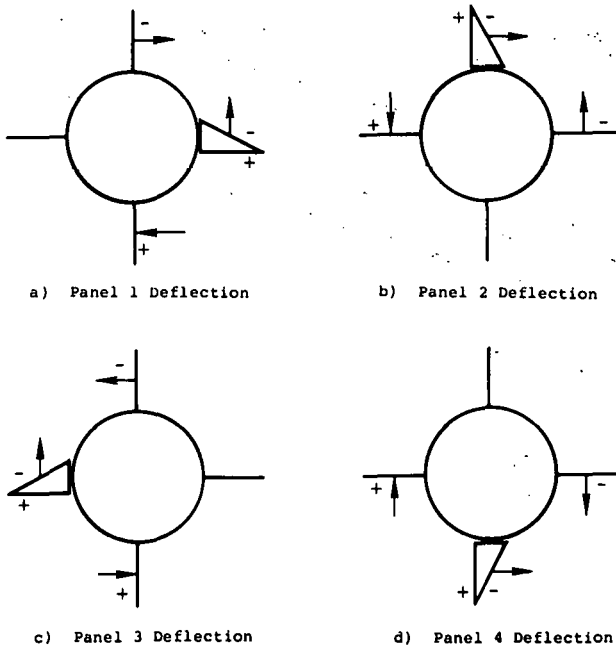 - + -
- + - + -
+
a) Panel 1 Deflection b) Panel 2 Deflection
- 
- + -
+ + -
+ + -
c) Panel 3 Deflection d) Panel 4 Deflection